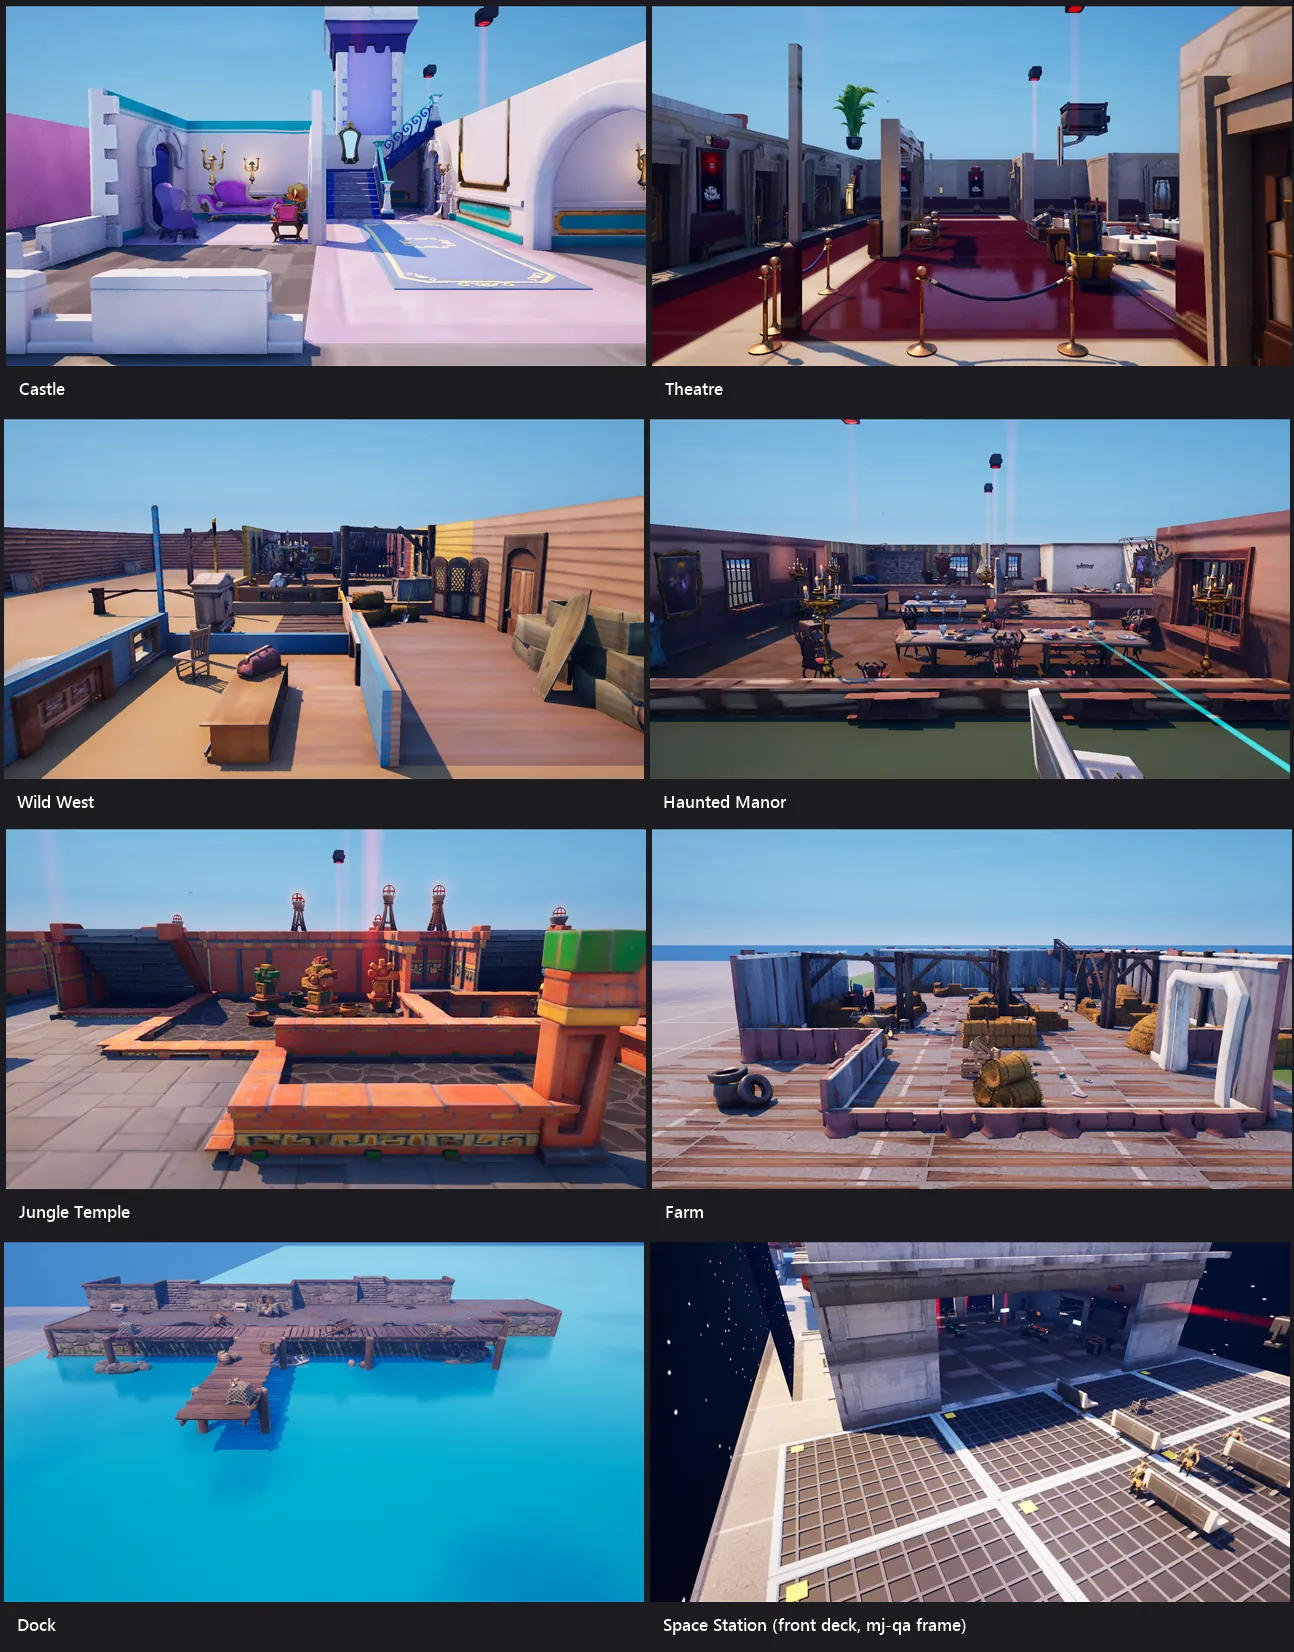 Castle
Theatre
Wild West
Haunted Manor
Jungle Temple
Farm
Dock
Space Station (front deck, mj-qa frame)